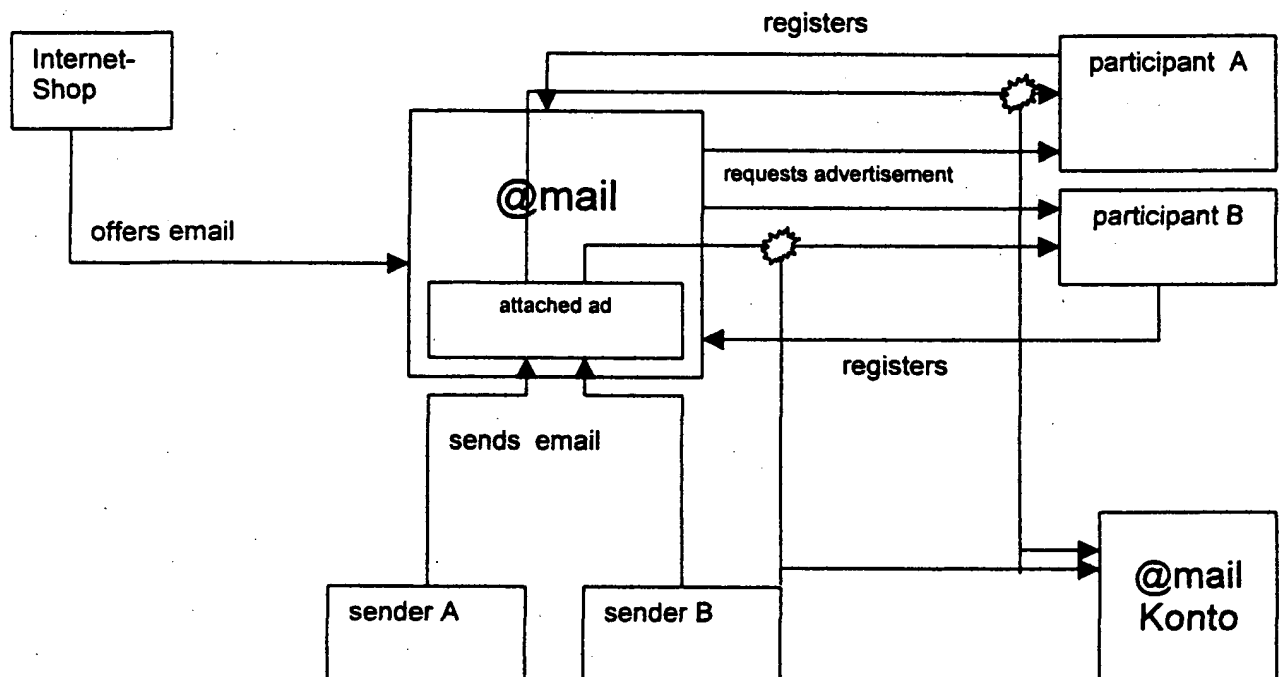 registers
Internet-
Shop
participant A
@mail
requests advertisement
participant B
offers email
attached ad
registers
sends email
@mail
Konto
sender A
sender B